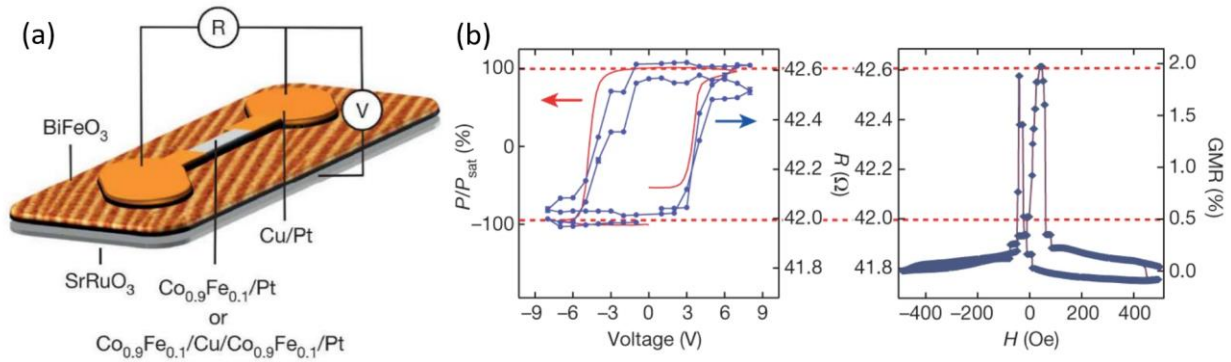 (a)
R
V
BiFeO₃
Cu/Pt
SrRuO₃
Co₀.₉Fe₀.₁/Pt
or
Co₀.₉Fe₀.₁/Cu/Co₀.₉Fe₀.₁/Pt
(b)
P/Pₛₐₜ (%)
100
0
−100
−9 −6 −3 0 3 6 9
Voltage (V)
42.6
42.4
42.2
42.0
41.8
R (Ω)
42.6
42.4
42.2
42.0
41.8
−400 −200 0 200 400
H (Oe)
2.0
1.5
1.0
0.5
0.0
GMR (%)